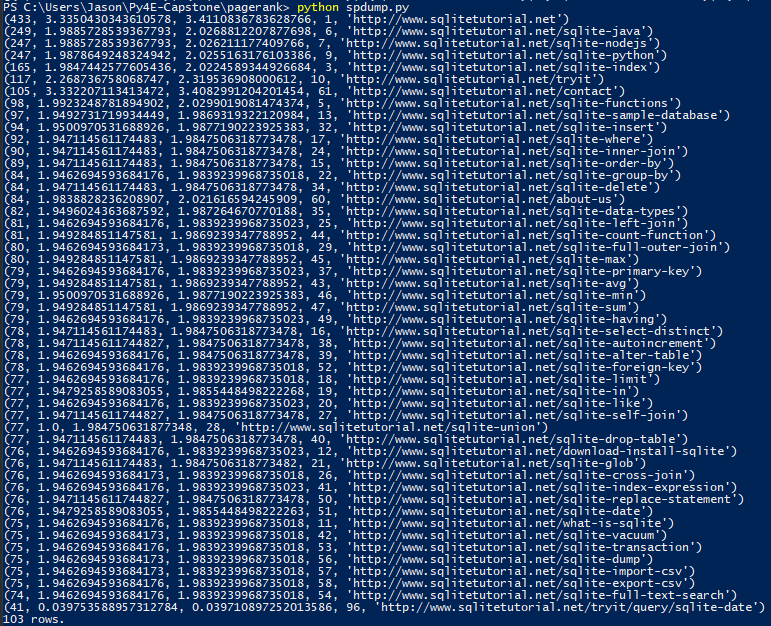 PS C:\Users\Jason\Py4E-Capstone\pagerank> python spdump.py
(433, 3.3350430343610578, 3.4110836783628766, 1, 'http://www.sqlitetutorial.net')
(249, 1.9885728539367793, 2.0268812207877698, 6, 'http://www.sqlitetutorial.net/sqlite-java')
(247, 1.9885728539367793, 2.026211177409766, 7, 'http://www.sqlitetutorial.net/sqlite-nodejs')
(247, 1.9878649248324942, 2.0255163176103386, 9, 'http://www.sqlitetutorial.net/sqlite-python')
(165, 1.9847442577605436, 2.0224589344926684, 3, 'http://www.sqlitetutorial.net/sqlite-index')
(117, 2.268736758068747, 2.319536908000612, 10, 'http://www.sqlitetutorial.net/tryit')
(105, 3.332207113413472, 3.4082991204201454, 61, 'http://www.sqlitetutorial.net/contact')
(98, 1.9923248781894902, 2.0299019081474374, 5, 'http://www.sqlitetutorial.net/sqlite-functions')
(97, 1.9492731719934449, 1.9869319322120984, 13, 'http://www.sqlitetutorial.net/sqlite-sample-database')
(94, 1.9500970531688926, 1.9877190223925383, 32, 'http://www.sqlitetutorial.net/sqlite-insert')
(92, 1.947114561174483, 1.9847506318773478, 17, 'http://www.sqlitetutorial.net/sqlite-where')
(90, 1.947114561174483, 1.9847506318773478, 24, 'http://www.sqlitetutorial.net/sqlite-inner-join')
(89, 1.947114561174483, 1.9847506318773478, 15, 'http://www.sqlitetutorial.net/sqlite-order-by')
(84, 1.9462694593684176, 1.9839239968735018, 22, 'http://www.sqlitetutorial.net/sqlite-group-by')
(84, 1.947114561174483, 1.9847506318773478, 34, 'http://www.sqlitetutorial.net/sqlite-delete')
(84, 1.9838828236208907, 2.021616594245909, 60, 'http://www.sqlitetutorial.net/about-us')
(82, 1.9496024363687592, 1.987264670770188, 35, 'http://www.sqlitetutorial.net/sqlite-data-types')
(81, 1.9462694593684176, 1.9839239968735018, 25, 'http://www.sqlitetutorial.net/sqlite-left-join')
(81, 1.949284851147581, 1.9869239347788952, 44, 'http://www.sqlitetutorial.net/sqlite-count-function')
(80, 1.9462694593684173, 1.9839239968735018, 29, 'http://www.sqlitetutorial.net/sqlite-full-outer-join')
(80, 1.949284851147581, 1.9869239347788952, 45, 'http://www.sqlitetutorial.net/sqlite-max')
(79, 1.9462694593684176, 1.9839239968735023, 37, 'http://www.sqlitetutorial.net/sqlite-primary-key')
(79, 1.949284851147581, 1.9869239347788952, 43, 'http://www.sqlitetutorial.net/sqlite-avg')
(79, 1.9500970531688926, 1.9877190223925383, 46, 'http://www.sqlitetutorial.net/sqlite-min')
(79, 1.949284851147581, 1.9869239347788952, 47, 'http://www.sqlitetutorial.net/sqlite-sum')
(79, 1.9462694593684176, 1.9839239968735023, 49, 'http://www.sqlitetutorial.net/sqlite-having')
(78, 1.947114561174483, 1.9847506318773478, 16, 'http://www.sqlitetutorial.net/sqlite-select-distinct')
(78, 1.9471145611744827, 1.9847506318773478, 38, 'http://www.sqlitetutorial.net/sqlite-autoincrement')
(78, 1.9462694593684176, 1.9847506318773478, 39, 'http://www.sqlitetutorial.net/sqlite-alter-table')
(78, 1.9462694593684176, 1.9839239968735018, 52, 'http://www.sqlitetutorial.net/sqlite-foreign-key')
(77, 1.9462694593684176, 1.9839239968735018, 18, 'http://www.sqlitetutorial.net/sqlite-limit')
(77, 1.9479258589083055, 1.9855448498222268, 19, 'http://www.sqlitetutorial.net/sqlite-in')
(77, 1.9462694593684176, 1.9839239968735023, 20, 'http://www.sqlitetutorial.net/sqlite-like')
(77, 1.9471145611744827, 1.9847506318773478, 27, 'http://www.sqlitetutorial.net/sqlite-self-join')
(77, 1.0, 1.984750631877348, 28, 'http://www.sqlitetutorial.net/sqlite-union')
(77, 1.947114561174483, 1.9847506318773478, 40, 'http://www.sqlitetutorial.net/sqlite-drop-table')
(76, 1.9462694593684176, 1.9839239968735023, 12, 'http://www.sqlitetutorial.net/download-install-sqlite')
(76, 1.947114561174483, 1.9847506318773482, 21, 'http://www.sqlitetutorial.net/sqlite-glob')
(76, 1.9462694593684173, 1.9839239968735018, 26, 'http://www.sqlitetutorial.net/sqlite-cross-join')
(76, 1.9462694593684176, 1.9839239968735023, 41, 'http://www.sqlitetutorial.net/sqlite-index-expression')
(76, 1.9471145611744827, 1.9847506318773478, 50, 'http://www.sqlitetutorial.net/sqlite-replace-statement')
(76, 1.9479258589083055, 1.9855448498222263, 51, 'http://www.sqlitetutorial.net/sqlite-date')
(75, 1.9462694593684176, 1.9839239968735018, 11, 'http://www.sqlitetutorial.net/what-is-sqlite')
(75, 1.9462694593684173, 1.9839239968735018, 42, 'http://www.sqlitetutorial.net/sqlite-vacuum')
(75, 1.9462694593684176, 1.9839239968735018, 53, 'http://www.sqlitetutorial.net/sqlite-transaction')
(75, 1.9462694593684173, 1.9839239968735018, 56, 'http://www.sqlitetutorial.net/sqlite-dump')
(75, 1.9462694593684176, 1.9839239968735018, 57, 'http://www.sqlitetutorial.net/sqlite-import-csv')
(75, 1.9462694593684176, 1.9839239968735018, 58, 'http://www.sqlitetutorial.net/sqlite-export-csv')
(74, 1.9462694593684176, 1.9839239968735018, 54, 'http://www.sqlitetutorial.net/sqlite-full-text-search')
(41, 0.039753588957312784, 0.039710897252013586, 96, 'http://www.sqlitetutorial.net/tryit/query/sqlite-date')
103 rows.